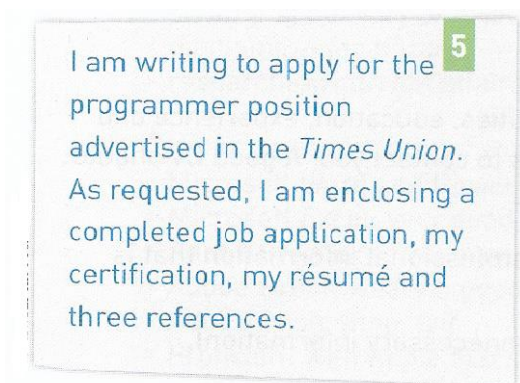 5
I am writing to apply for the
programmer position
advertised in the Times Union.
As requested, I am enclosing a
completed job application, my
certification, my résumé and
three references.